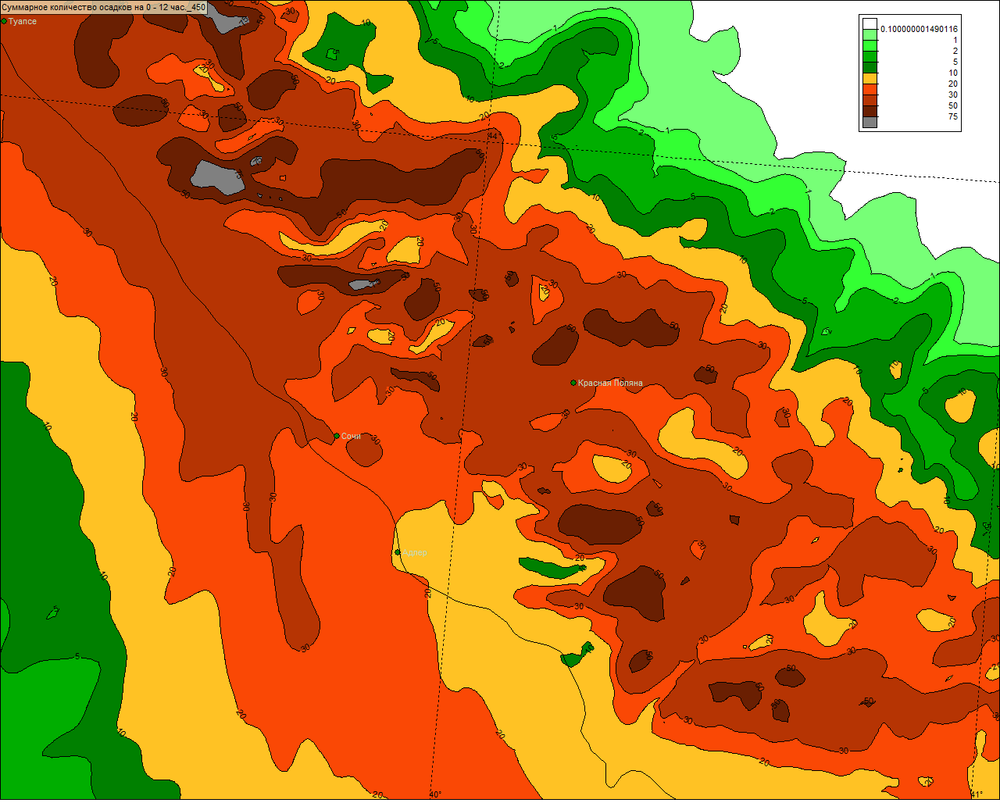 Суммарное количество осадков на 0 - 12 час._450
Туапсе
0.100000001490116
1
2
5
10
20
30
50
75
44°
Красная Поляна
Сочи
Адлер
40°
41°